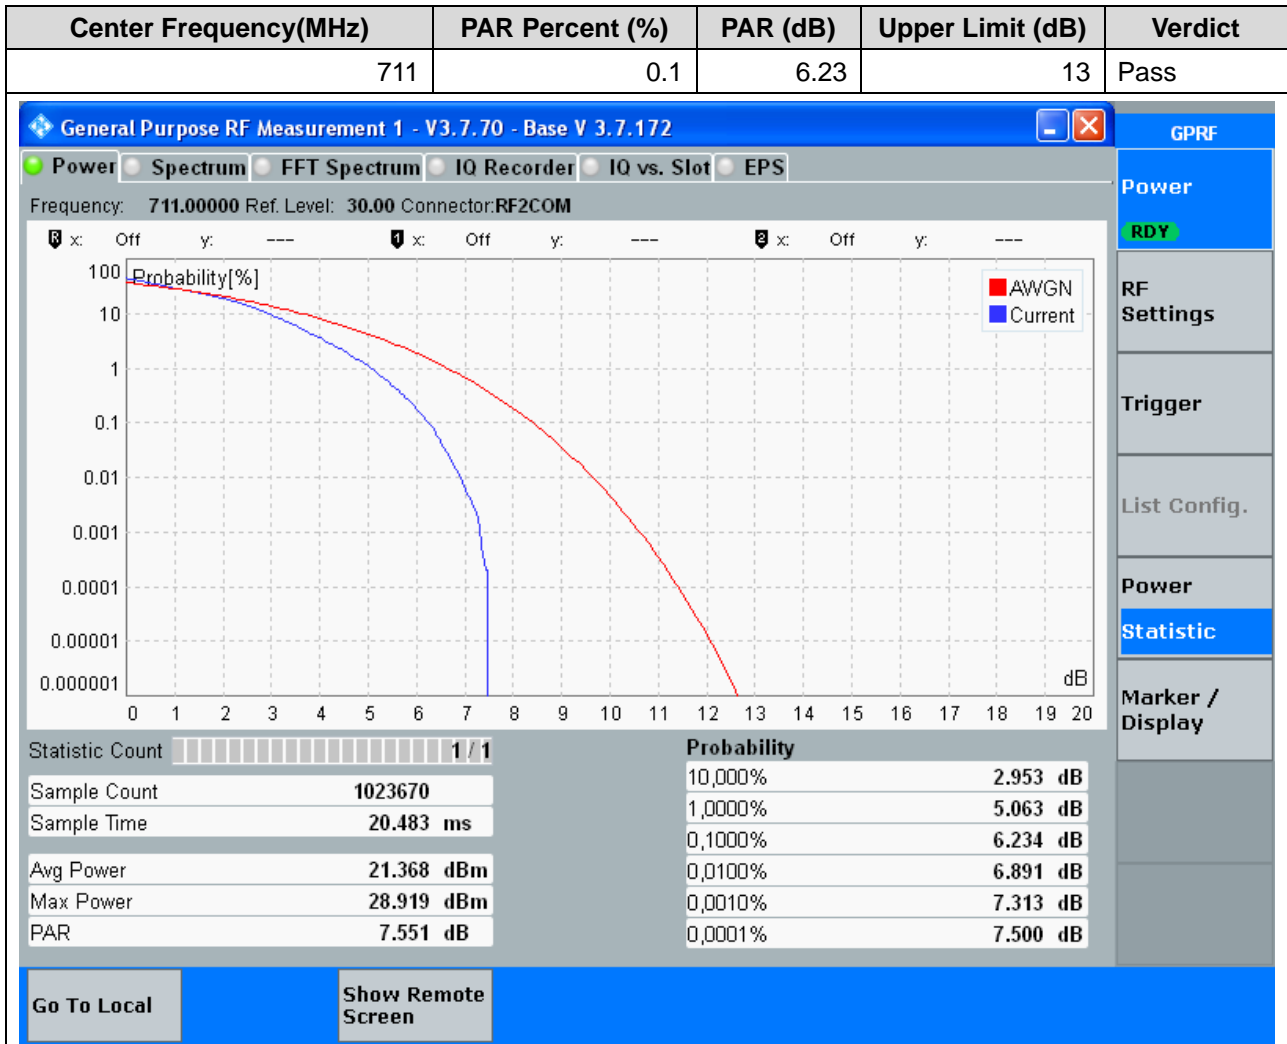 Center Frequency(MHz) PAR Percent (%) PAR (dB) Upper Limit (dB) Verdict
711 0.1 6.23 13 Pass
General Purpose RF Measurement 1 - V3.7.70 - Base V 3.7.172
GPRF
Power Spectrum FFT Spectrum IQ Recorder IQ vs. Slot EPS
Power
RDY
Frequency: 711.00000 Ref. Level: 30.00 Connector:RF2COM
R x: Off y: --- 1 x: Off y: --- 2 x: Off y: ---
Probability[%]
AWGN
Current
100
10
1
0.1
0.01
0.001
0.0001
0.00001
0.000001
dB
0 1 2 3 4 5 6 7 8 9 10 11 12 13 14 15 16 17 18 19 20
RF
Settings
Trigger
List Config.
Power
Statistic
Marker /
Display
Statistic Count 1 / 1
Sample Count 1023670
Sample Time 20.483 ms
Avg Power 21.368 dBm
Max Power 28.919 dBm
PAR 7.551 dB
Probability
10,000% 2.953 dB
1,0000% 5.063 dB
0,1000% 6.234 dB
0,0100% 6.891 dB
0,0010% 7.313 dB
0,0001% 7.500 dB
Go To Local
Show Remote
Screen